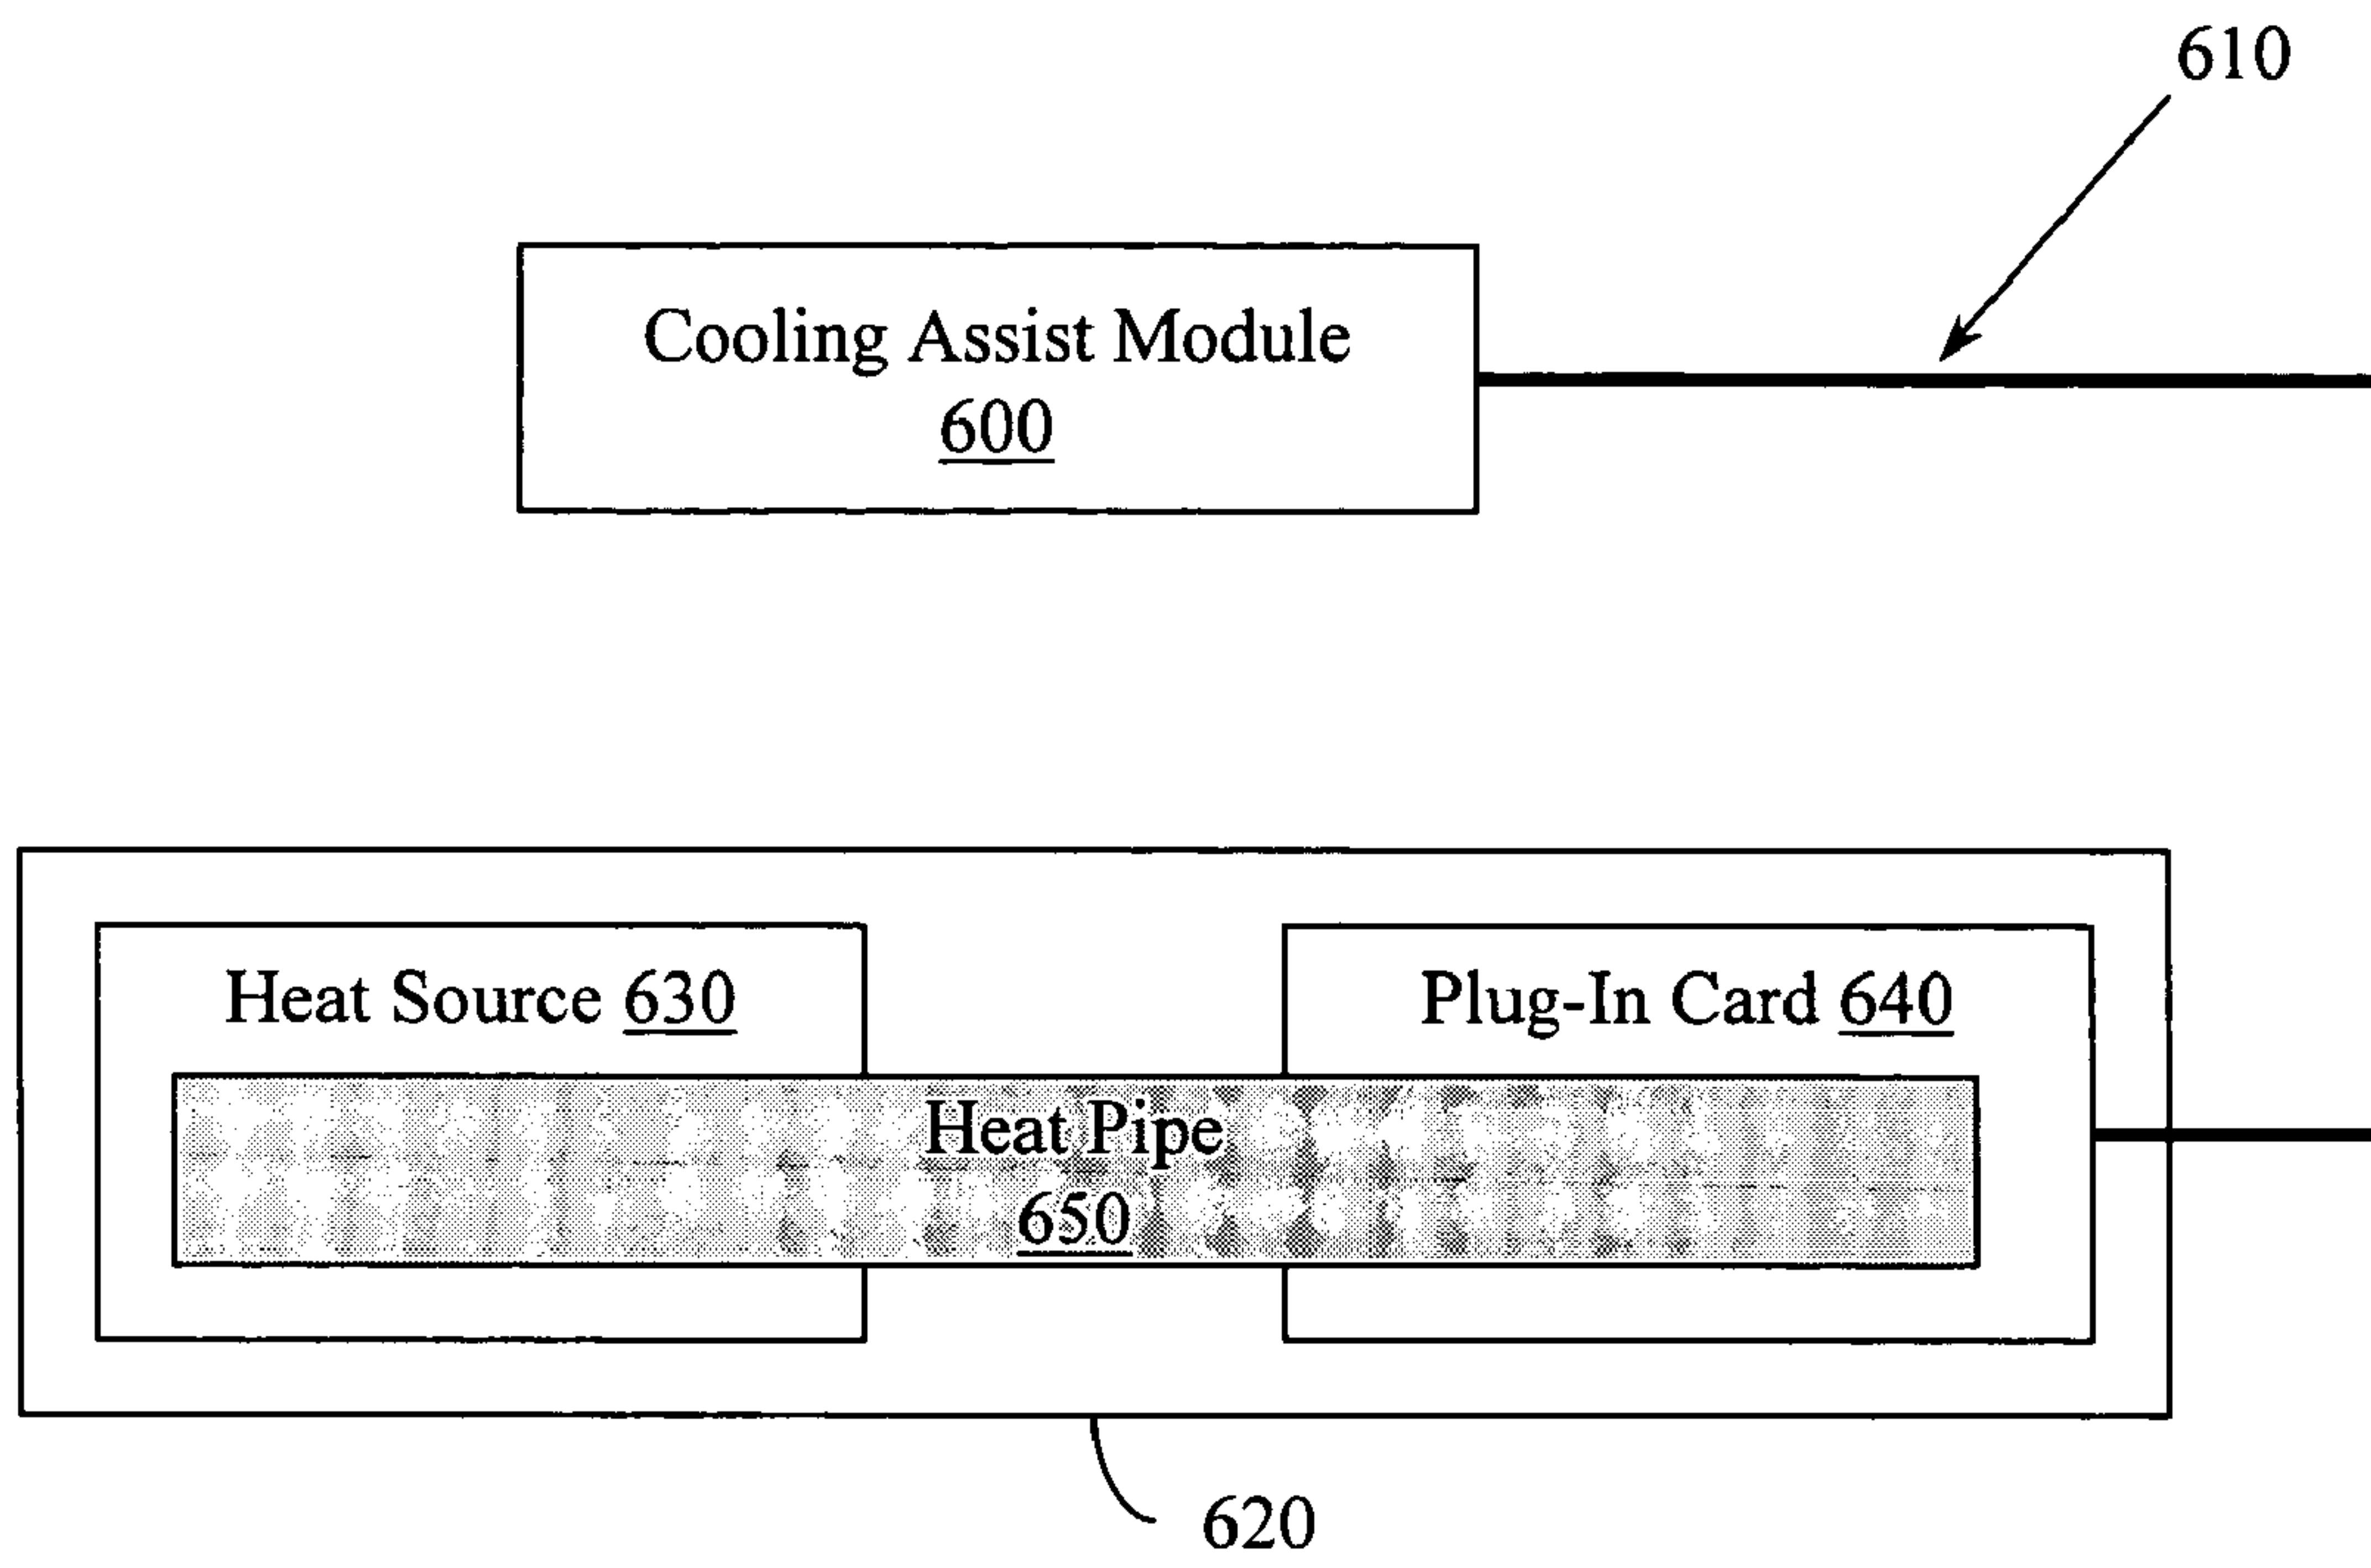 610
Cooling Assist Module
600
Heat Source 630
Plug-In Card 640
Heat Pipe
650
620